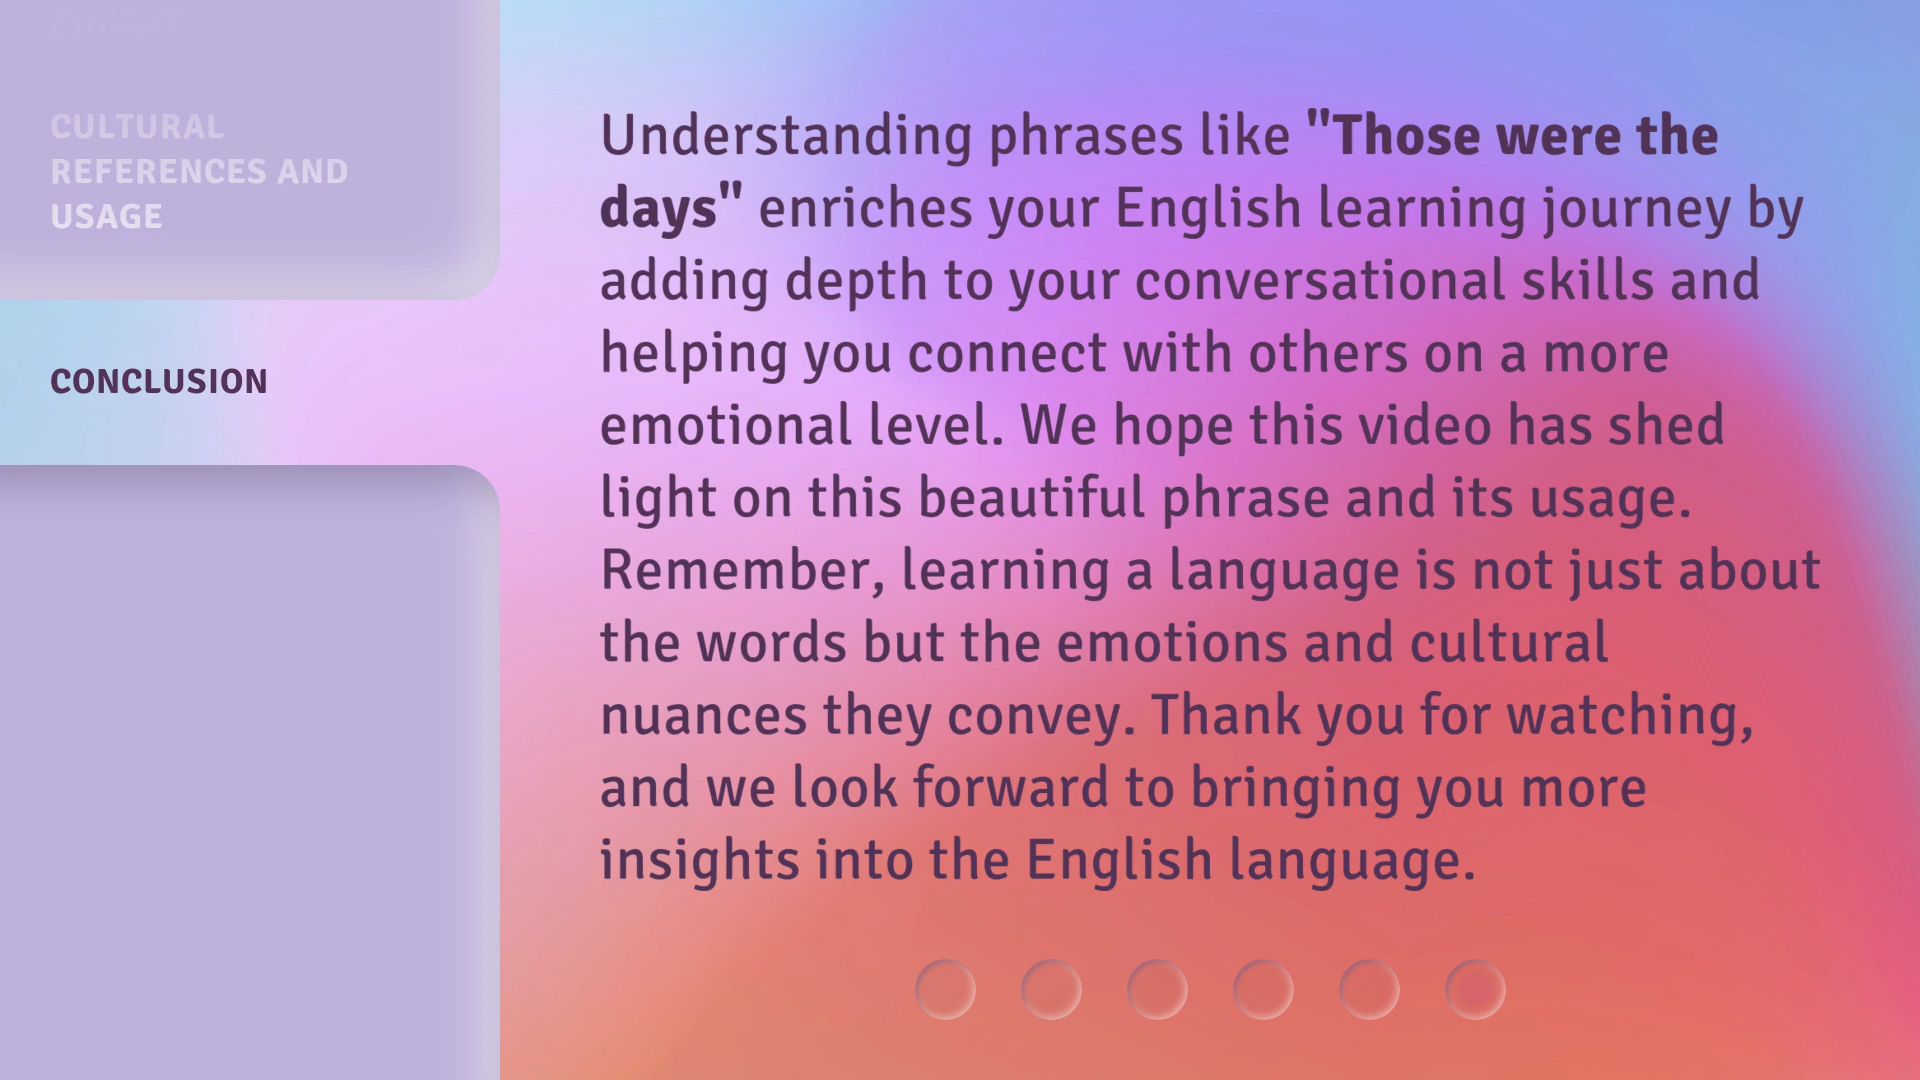 PHRASE
CULTURAL
REFERENCES AND
USAGE
CONCLUSION
Understanding phrases like "Those were the
days" enriches your English learning journey by
adding depth to your conversational skills and
helping you connect with others on a more
emotional level. We hope this video has shed
light on this beautiful phrase and its usage.
Remember, learning a language is not just about
the words but the emotions and cultural
nuances they convey. Thank you for watching,
and we look forward to bringing you more
insights into the English language.